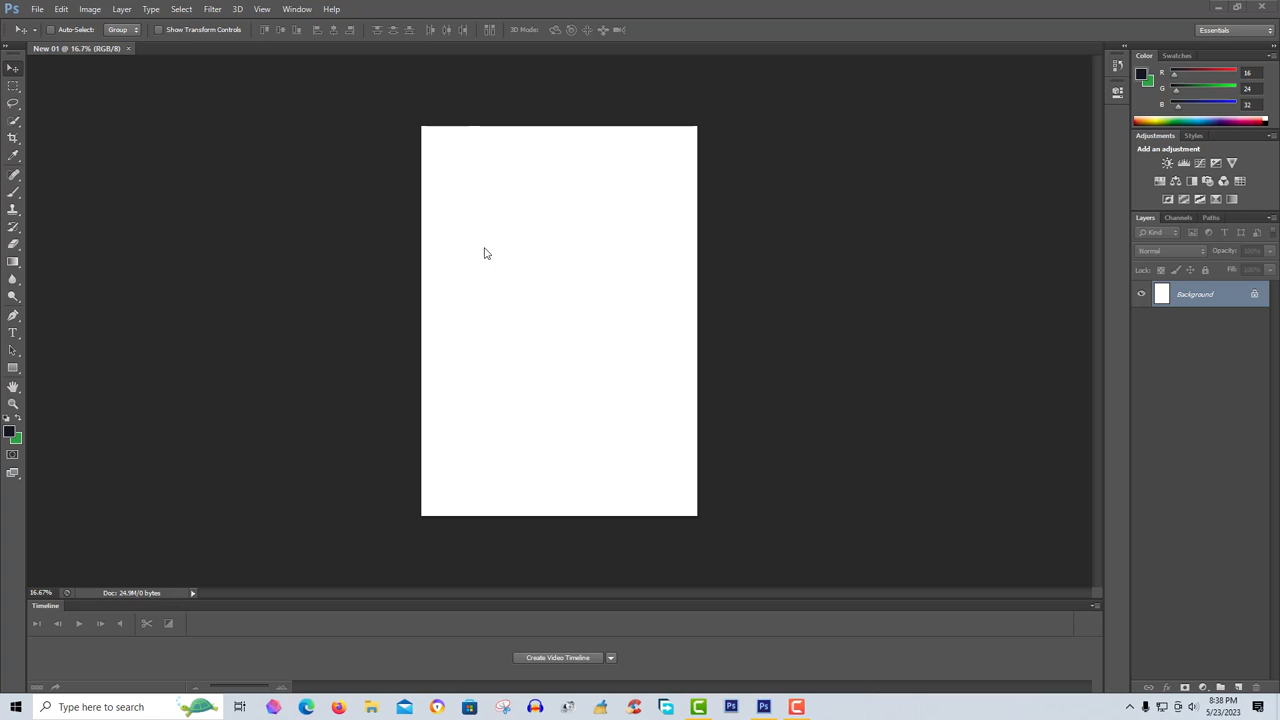 Ps File Edit Image Layer Type Select Filter 3D View Window Help
Auto-Select: Group Show Transform Controls 3D Mode: Essentials
New 01 @ 16.7% (RGB/8) ×
Color Swatches
R 16
G 24
B 32
Adjustments Styles
Add an adjustment
Layers Channels Paths
Kind
Normal Opacity: 100%
Lock: Fill: 100%
Background
16.67% Doc: 24.9M/0 bytes
Timeline
Create Video Timeline
Type here to search
8:38 PM
5/23/2023